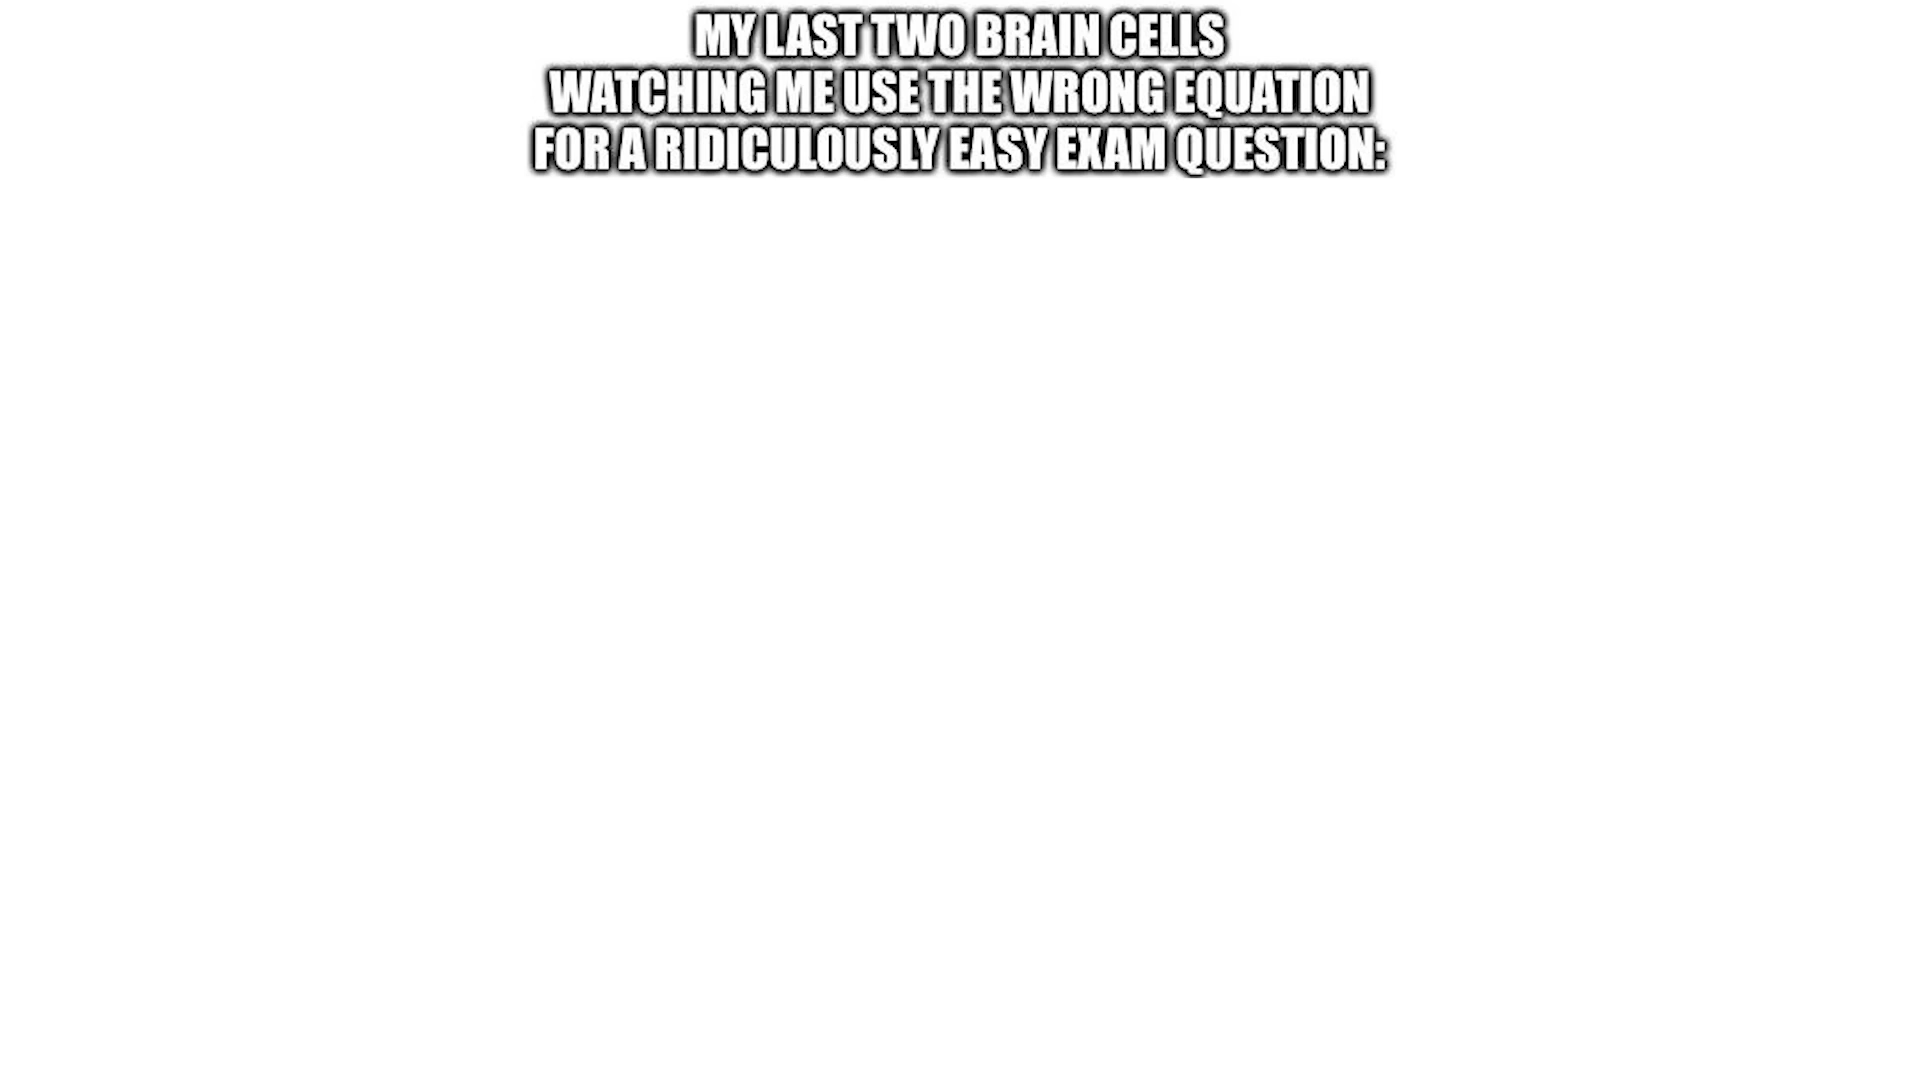 MY LAST TWO BRAIN CELLS
WATCHING ME USE THE WRONG EQUATION
FOR A RIDICULOUSLY EASY EXAM QUESTION: